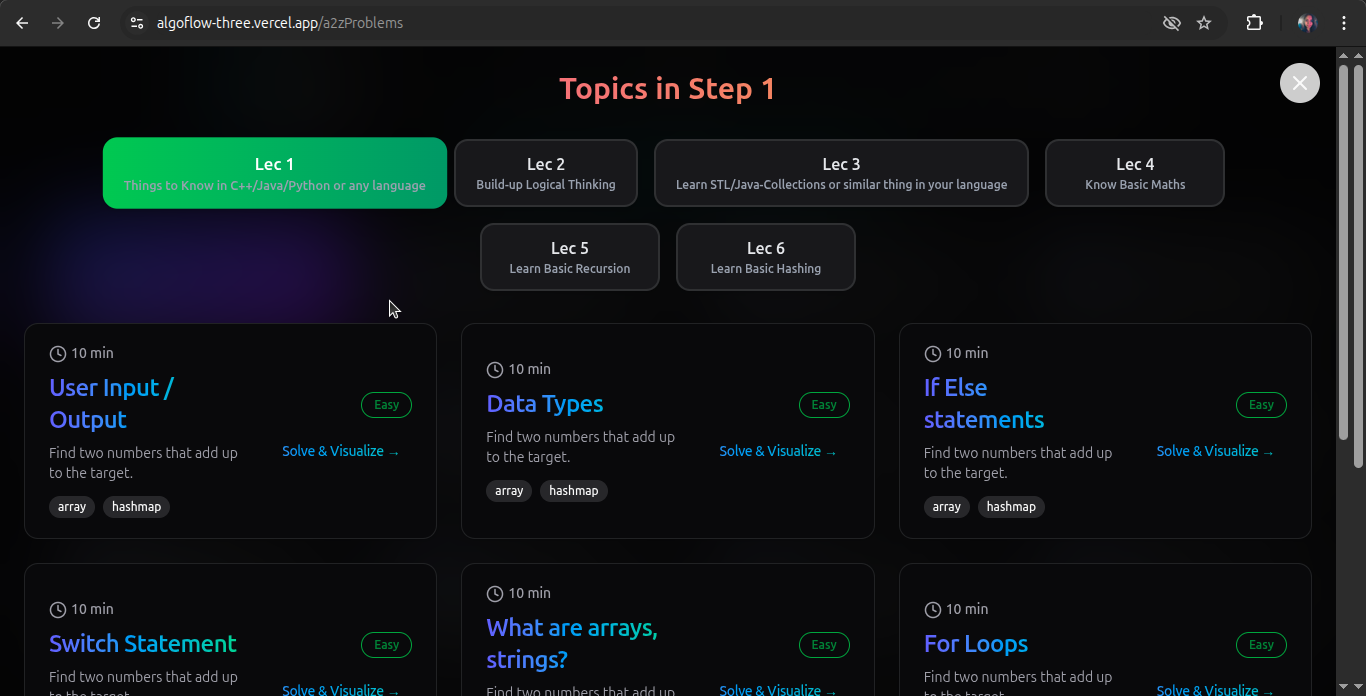 algoflow-three.vercel.app/a2zProblems
Topics in Step 1
Lec 1
Things to Know in C++/Java/Python or any language
Lec 2
Build-up Logical Thinking
Lec 3
Learn STL/Java-Collections or similar thing in your language
Lec 4
Know Basic Maths
Lec 5
Learn Basic Recursion
Lec 6
Learn Basic Hashing
10 min
User Input /
Output
Easy
Find two numbers that add up
to the target.
Solve & Visualize →
array
hashmap
10 min
Data Types
Easy
Find two numbers that add up
to the target.
Solve & Visualize →
array
hashmap
10 min
If Else
statements
Easy
Find two numbers that add up
to the target.
Solve & Visualize →
array
hashmap
10 min
Switch Statement
Easy
Find two numbers that add up
to the target.
Solve & Visualize →
10 min
What are arrays,
strings?
Easy
Find two numbers that add up
Solve & Visualize →
10 min
For Loops
Easy
Find two numbers that add up
to the target.
Solve & Visualize →